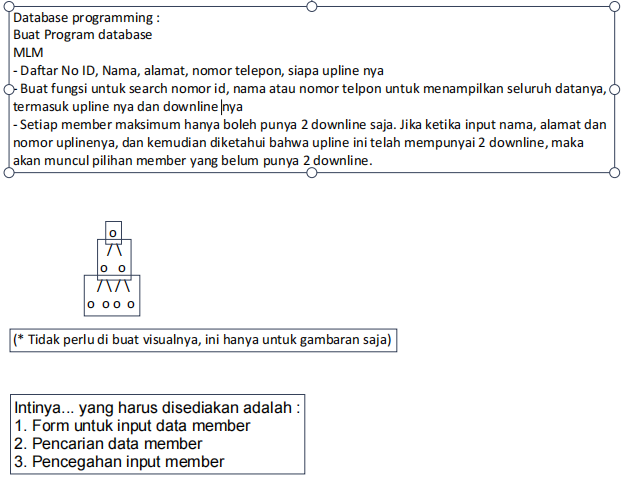 Database programming :
Buat Program database
MLM
- Daftar No ID, Nama, alamat, nomor telepon, siapa upline nya
- Buat fungsi untuk search nomor id, nama atau nomor telpon untuk menampilkan seluruh datanya,
termasuk upline nya dan downline nya
- Setiap member maksimum hanya boleh punya 2 downline saja. Jika ketika input nama, alamat dan
nomor uplinenya, dan kemudian diketahui bahwa upline ini telah mempunyai 2 downline, maka
akan muncul pilihan member yang belum punya 2 downline.
o
/\
o o
/\/\
o o o o
(* Tidak perlu di buat visualnya, ini hanya untuk gambaran saja)
Intinya... yang harus disediakan adalah :
1. Form untuk input data member
2. Pencarian data member
3. Pencegahan input member